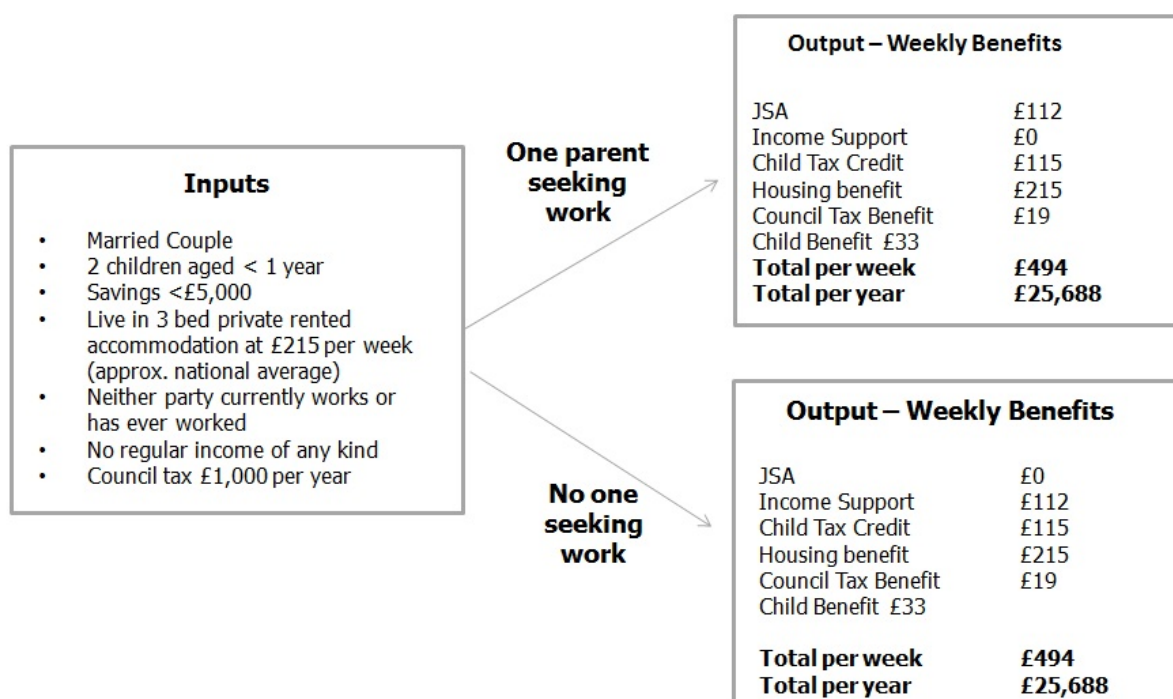 Inputs
• Married Couple
• 2 children aged < 1 year
• Savings <£5,000
• Live in 3 bed private rented
accommodation at £215 per week
(approx. national average)
• Neither party currently works or
has ever worked
• No regular income of any kind
• Council tax £1,000 per year
One parent
seeking
work
Output – Weekly Benefits
JSA £112
Income Support £0
Child Tax Credit £115
Housing benefit £215
Council Tax Benefit £19
Child Benefit £33
Total per week £494
Total per year £25,688
No one
seeking
work
Output – Weekly Benefits
JSA £0
Income Support £112
Child Tax Credit £115
Housing benefit £215
Council Tax Benefit £19
Child Benefit £33
Total per week £494
Total per year £25,688